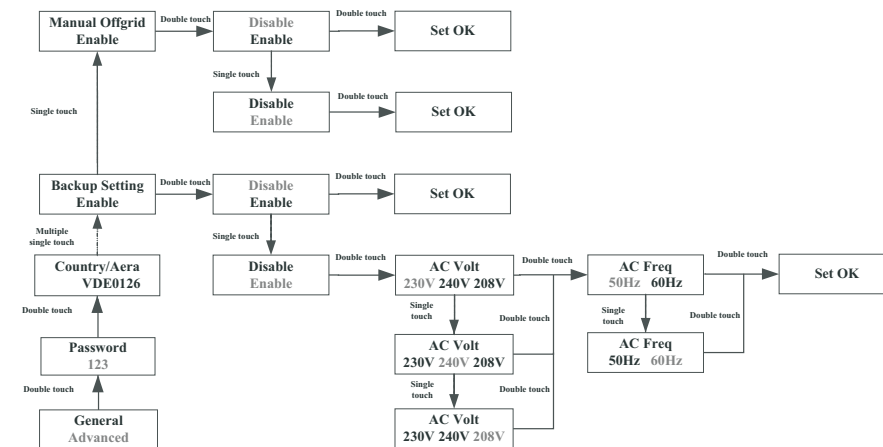 Manual Offgrid
Enable
Double touch
Disable
Enable
Double touch
Set OK
Single touch
Disable
Enable
Double touch
Set OK
Single touch
Backup Setting
Enable
Double touch
Disable
Enable
Double touch
Set OK
Multiple
single touch
Single touch
Country/Aera
VDE0126
Disable
Enable
Double touch
AC Volt
230V 240V 208V
Double touch
AC Freq
50Hz 60Hz
Double touch
Set OK
Double touch
Single
touch
Double touch
Single
touch
Double touch
Password
123
AC Volt
230V 240V 208V
AC Freq
50Hz 60Hz
Double touch
Single
touch
Double touch
General
Advanced
AC Volt
230V 240V 208V